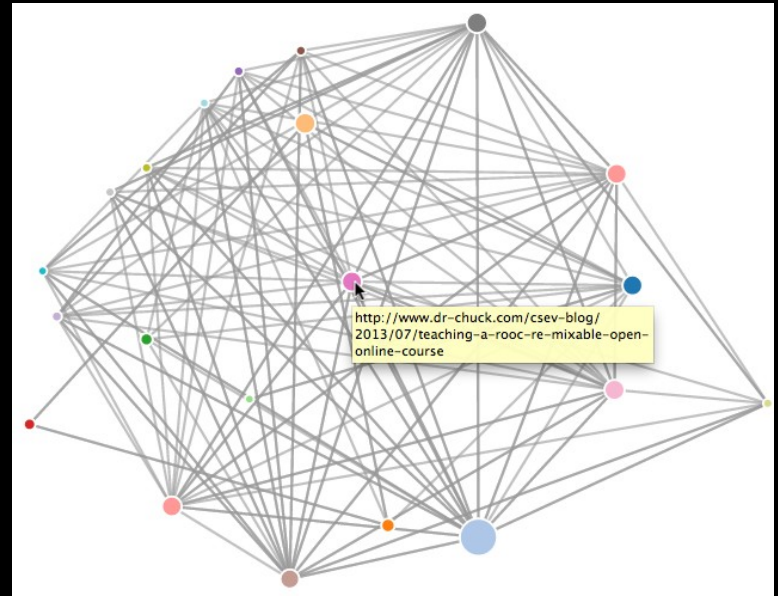 http://www.dr-chuck.com/csev-blog/
2013/07/teaching-a-rooc-re-mixable-open-
online-course